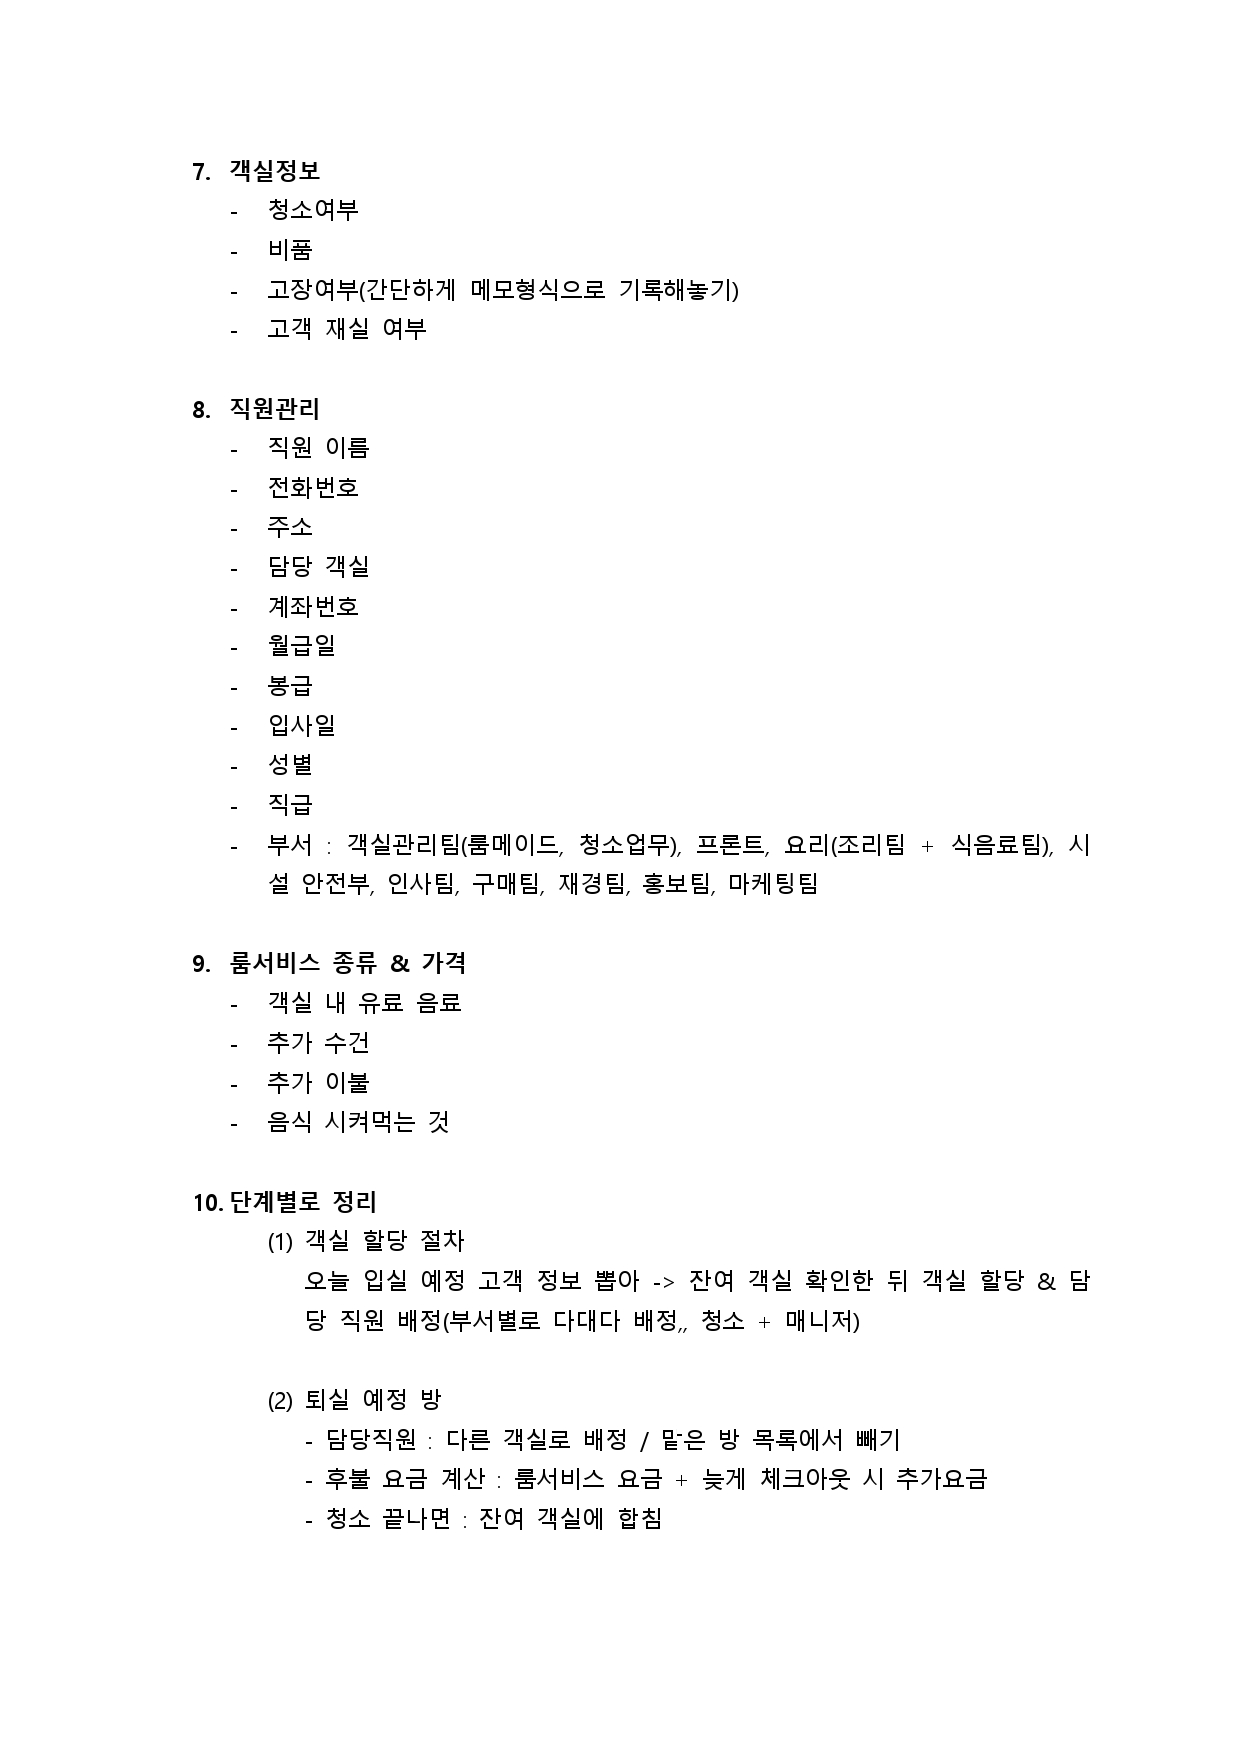 7. 객실정보
- 청소여부
- 비품
- 고장여부(간단하게 메모형식으로 기록해놓기)
- 고객 재실 여부
8. 직원관리
- 직원 이름
- 전화번호
- 주소
- 담당 객실
- 계좌번호
- 월급일
- 봉급
- 입사일
- 성별
- 직급
- 부서 : 객실관리팀(룸메이드, 청소업무), 프론트, 요리(조리팀 + 식음료팀), 시
설 안전부, 인사팀, 구매팀, 재경팀, 홍보팀, 마케팅팀
9. 룸서비스 종류 & 가격
- 객실 내 유료 음료
- 추가 수건
- 추가 이불
- 음식 시켜먹는 것
10. 단계별로 정리
(1) 객실 할당 절차
오늘 입실 예정 고객 정보 뽑아 -> 잔여 객실 확인한 뒤 객실 할당 & 담
당 직원 배정(부서별로 다대다 배정,, 청소 + 매니저)
(2) 퇴실 예정 방
- 담당직원 : 다른 객실로 배정 / 맡은 방 목록에서 빼기
- 후불 요금 계산 : 룸서비스 요금 + 늦게 체크아웃 시 추가요금
- 청소 끝나면 : 잔여 객실에 합침